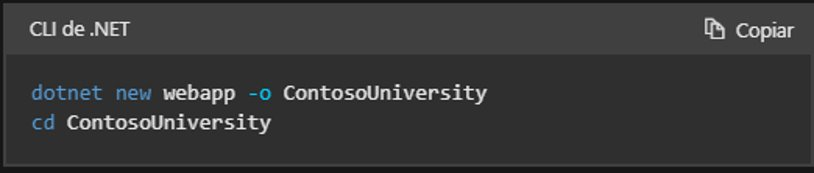 CLI de .NET
Copiar
dotnet new webapp -o ContosoUniversity
cd ContosoUniversity